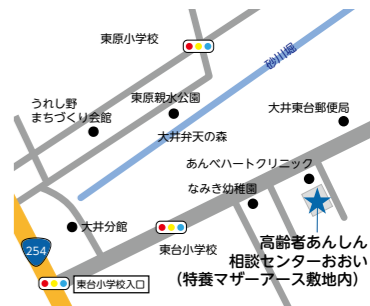 東原小学校
砂川堀
うれし野
まちづくり会館
東原親水公園
大井東台郵便局
大井弁天の森
あんべハートクリニック
なみき幼稚園
大井分館
東台小学校
254
高齢者あんしん
相談センターおおい
（特養マザーアース敷地内）
東台小学校入口